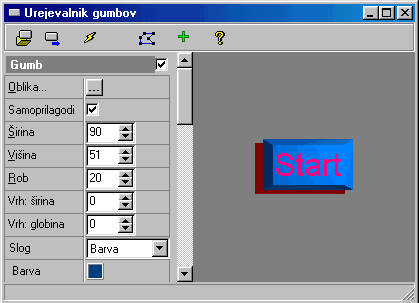 Urejevalnik gumbov
Gumb
Oblika... ...
Samoprilagodi
Širina 90
Višina 51
Rob 20
Vrh: širina 0
Vrh: globina 0
Slog Barva
Barva
Start